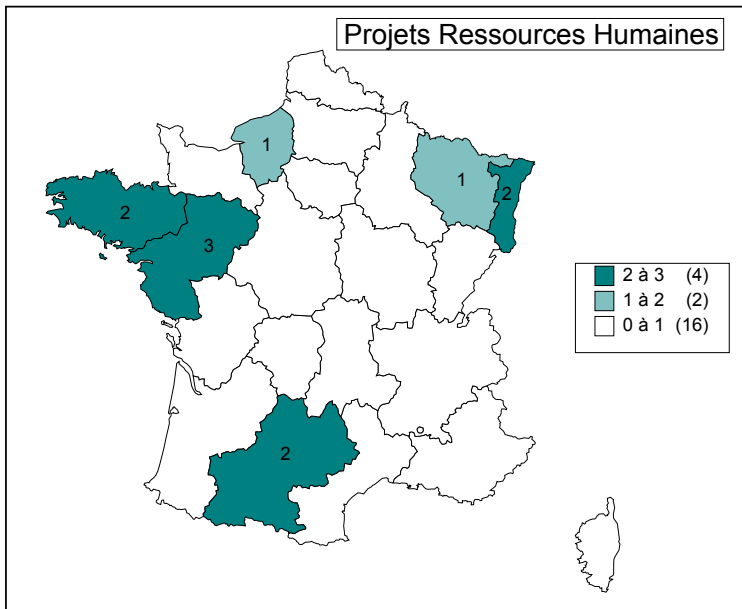 Projets Ressources Humaines
1
1
2
2
3
2
2 à 3 (4)
1 à 2 (2)
0 à 1 (16)